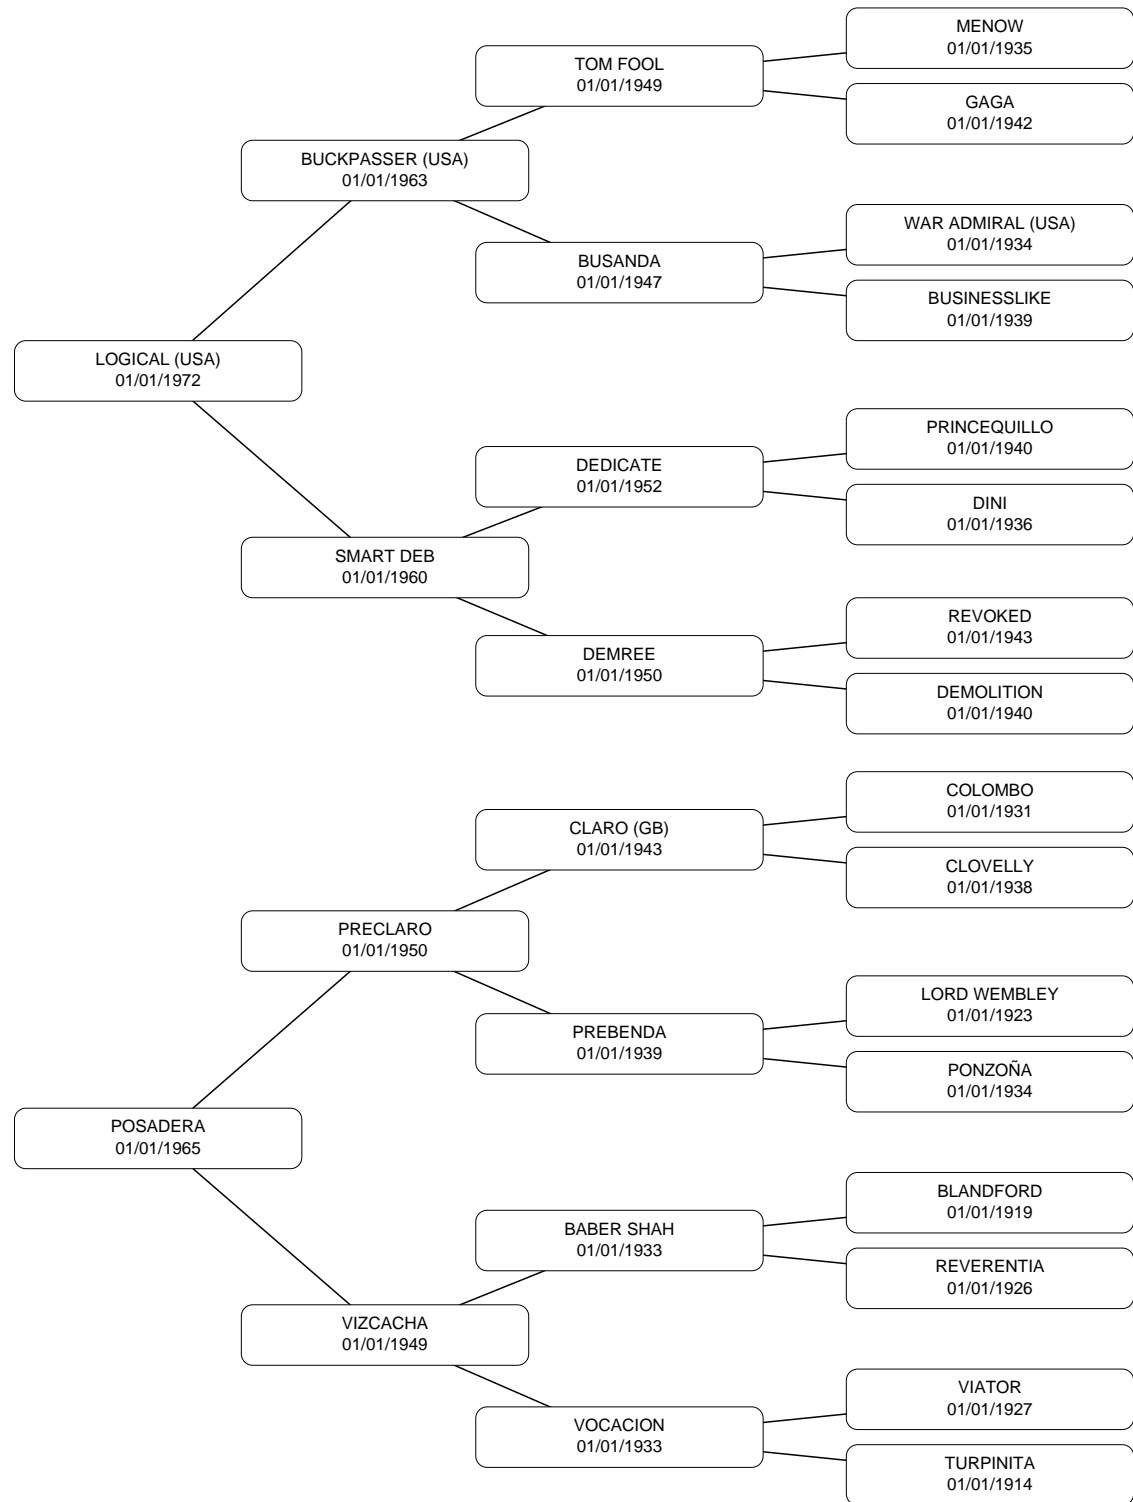 MENOW
01/01/1935
TOM FOOL
01/01/1949
GAGA
01/01/1942
BUCKPASSER (USA)
01/01/1963
WAR ADMIRAL (USA)
01/01/1934
BUSANDA
01/01/1947
BUSINESSLIKE
01/01/1939
LOGICAL (USA)
01/01/1972
PRINCEQUILLO
01/01/1940
DEDICATE
01/01/1952
DINI
01/01/1936
SMART DEB
01/01/1960
REVOKED
01/01/1943
DEMREE
01/01/1950
DEMOLITION
01/01/1940
COLOMBO
01/01/1931
CLARO (GB)
01/01/1943
CLOVELLY
01/01/1938
PRECLARO
01/01/1950
LORD WEMBLEY
01/01/1923
PREBENDA
01/01/1939
PONZOÑA
01/01/1934
POSADERA
01/01/1965
BLANDFORD
01/01/1919
BABER SHAH
01/01/1933
REVERENTIA
01/01/1926
VIZCACHA
01/01/1949
VIATOR
01/01/1927
VOCACION
01/01/1933
TURPINITA
01/01/1914